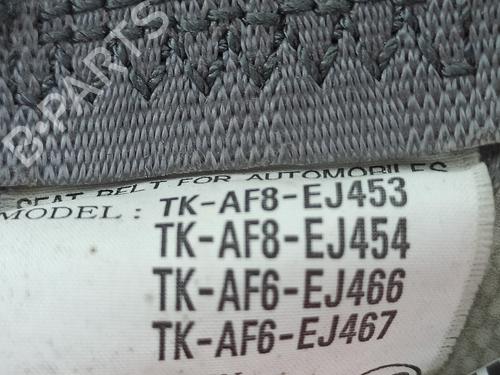 B-PARTS
SEAT BELT FOR AUTOMOBILES
MODEL : TK-AF8-EJ453
TK-AF8-EJ454
TK-AF6-EJ466
TK-AF6-EJ467